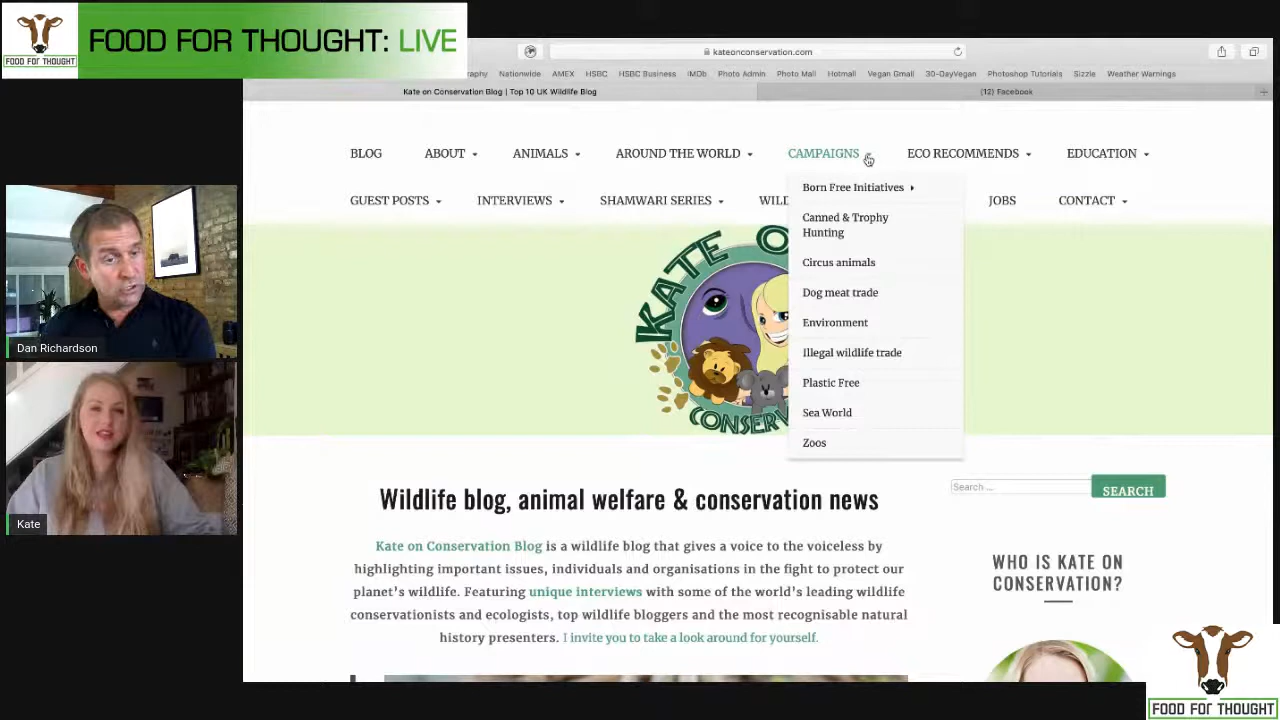 FOOD FOR THOUGHT: LIVE
FOOD FOR THOUGHT
kateonconservation.com
Nationwide AMEX HSBC HSBC Business IMDb Photo Admin Photo Mall Hotmail Vegan Gmail 30-DayVegan Photoshop Tutorials Sizzle Weather Warnings
Kate on Conservation Blog | Top 10 UK Wildlife Blog
(12) Facebook
BLOG ABOUT ANIMALS AROUND THE WORLD CAMPAIGNS ECO RECOMMENDS EDUCATION
GUEST POSTS INTERVIEWS SHAMWARI SERIES JOBS CONTACT
Born Free Initiatives
Canned & Trophy
Hunting
Circus animals
Dog meat trade
Environment
Illegal wildlife trade
Plastic Free
Sea World
Zoos
Dan Richardson
Kate
Wildlife blog, animal welfare & conservation news
Kate on Conservation Blog is a wildlife blog that gives a voice to the voiceless by
highlighting important issues, individuals and organisations in the fight to protect our
planet's wildlife. Featuring unique interviews with some of the world's leading wildlife
conservationists and ecologists, top wildlife bloggers and the most recognisable natural
history presenters. I invite you to take a look around for yourself.
Search ...
SEARCH
WHO IS KATE ON
CONSERVATION?
FOOD FOR THOUGHT